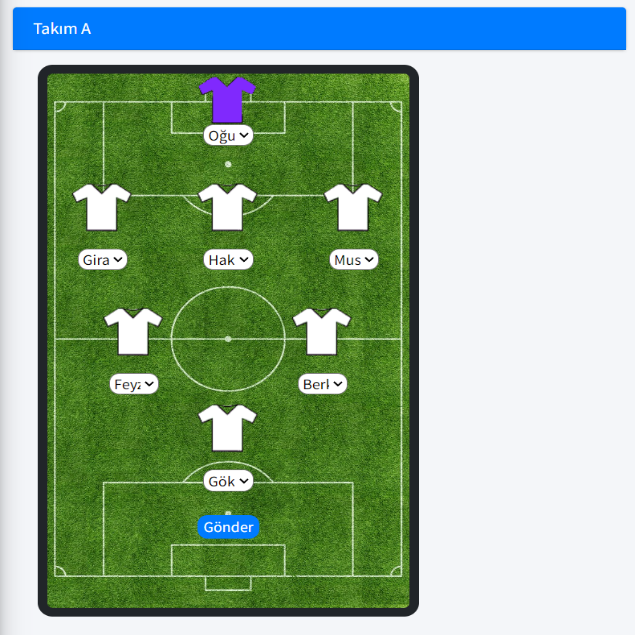 Takım A
Oğu
Gira
Hak
Mus
Feyz
Berl
Gök
Gönder